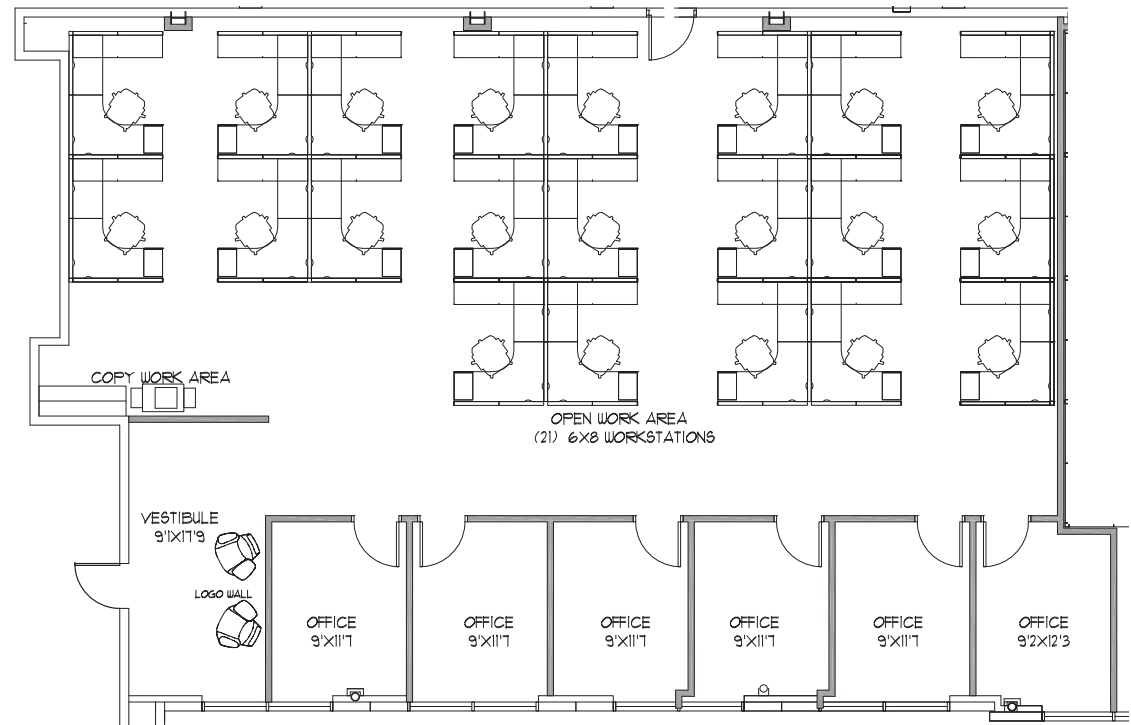 COPY WORK AREA
OPEN WORK AREA
(21) 6X8 WORKSTATIONS
VESTIBULE
9'1X17'9
LOGO WALL
OFFICE
9'X11'7
OFFICE
9'X11'7
OFFICE
9'X11'7
OFFICE
9'X11'7
OFFICE
9'X11'7
OFFICE
9'2X12'3